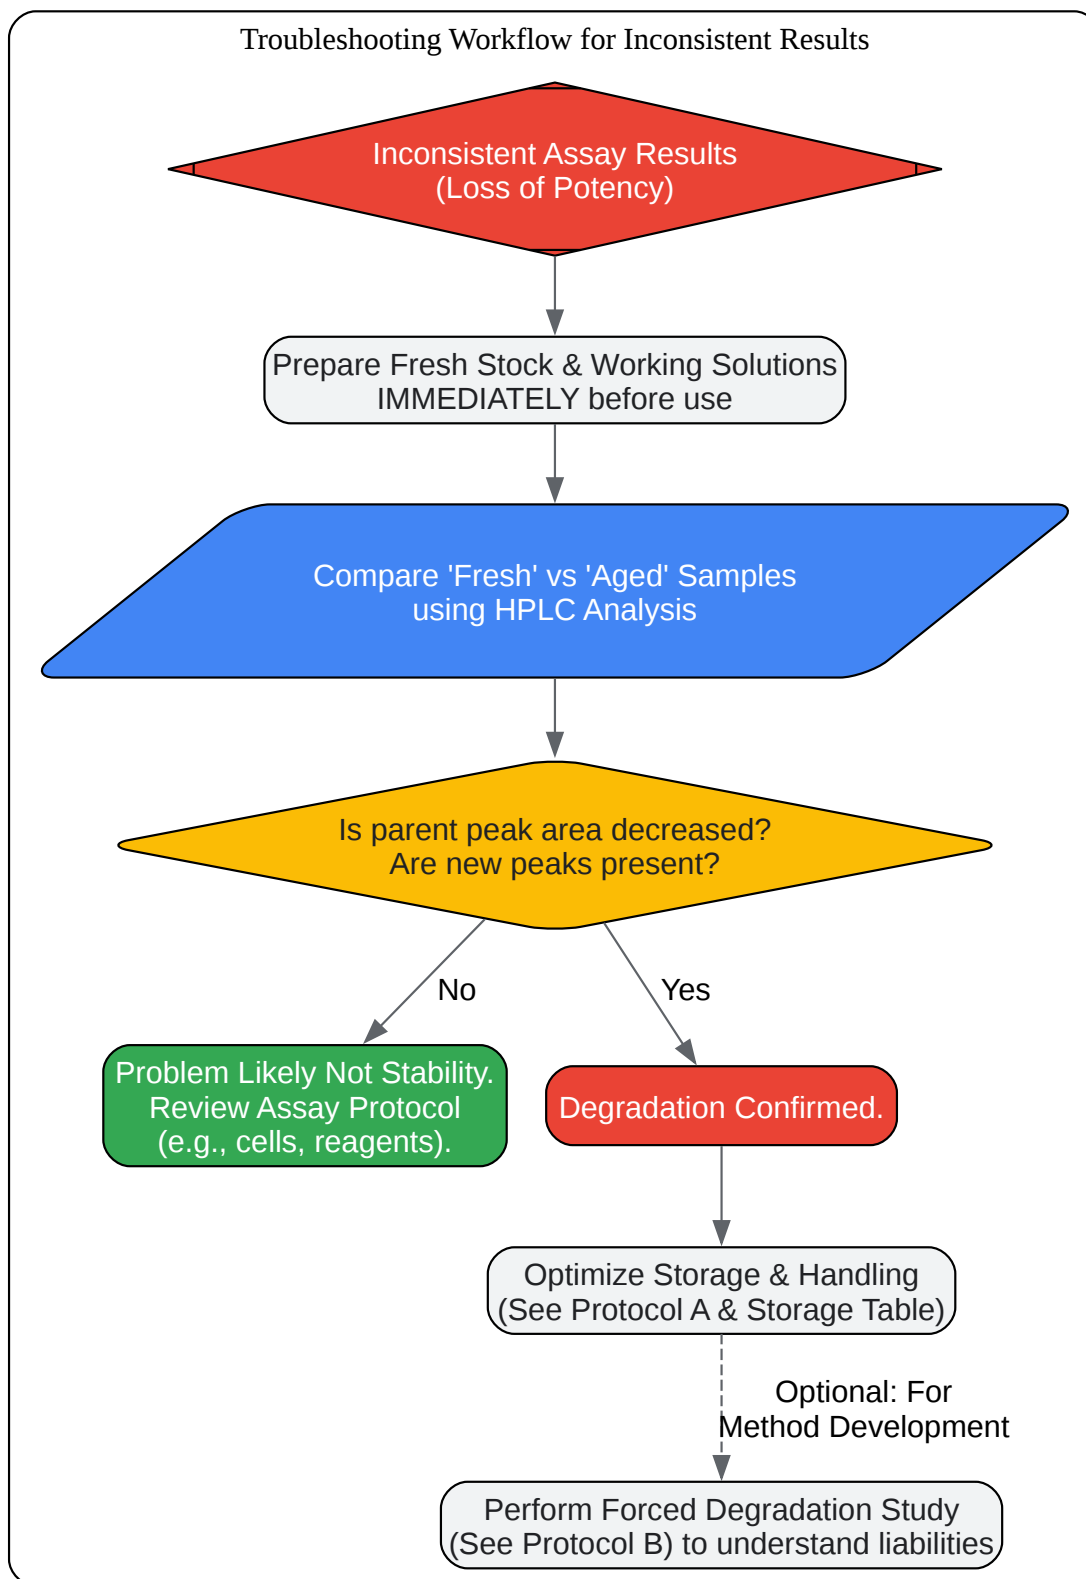 Troubleshooting Workflow for Inconsistent Results
Inconsistent Assay Results
(Loss of Potency)
Prepare Fresh Stock & Working Solutions
IMMEDIATELY before use
Compare 'Fresh' vs 'Aged' Samples
using HPLC Analysis
Is parent peak area decreased?
Are new peaks present?
No
Yes
Problem Likely Not Stability.
Review Assay Protocol
(e.g., cells, reagents).
Degradation Confirmed.
Optimize Storage & Handling
(See Protocol A & Storage Table)
Optional: For
Method Development
Perform Forced Degradation Study
(See Protocol B) to understand liabilities